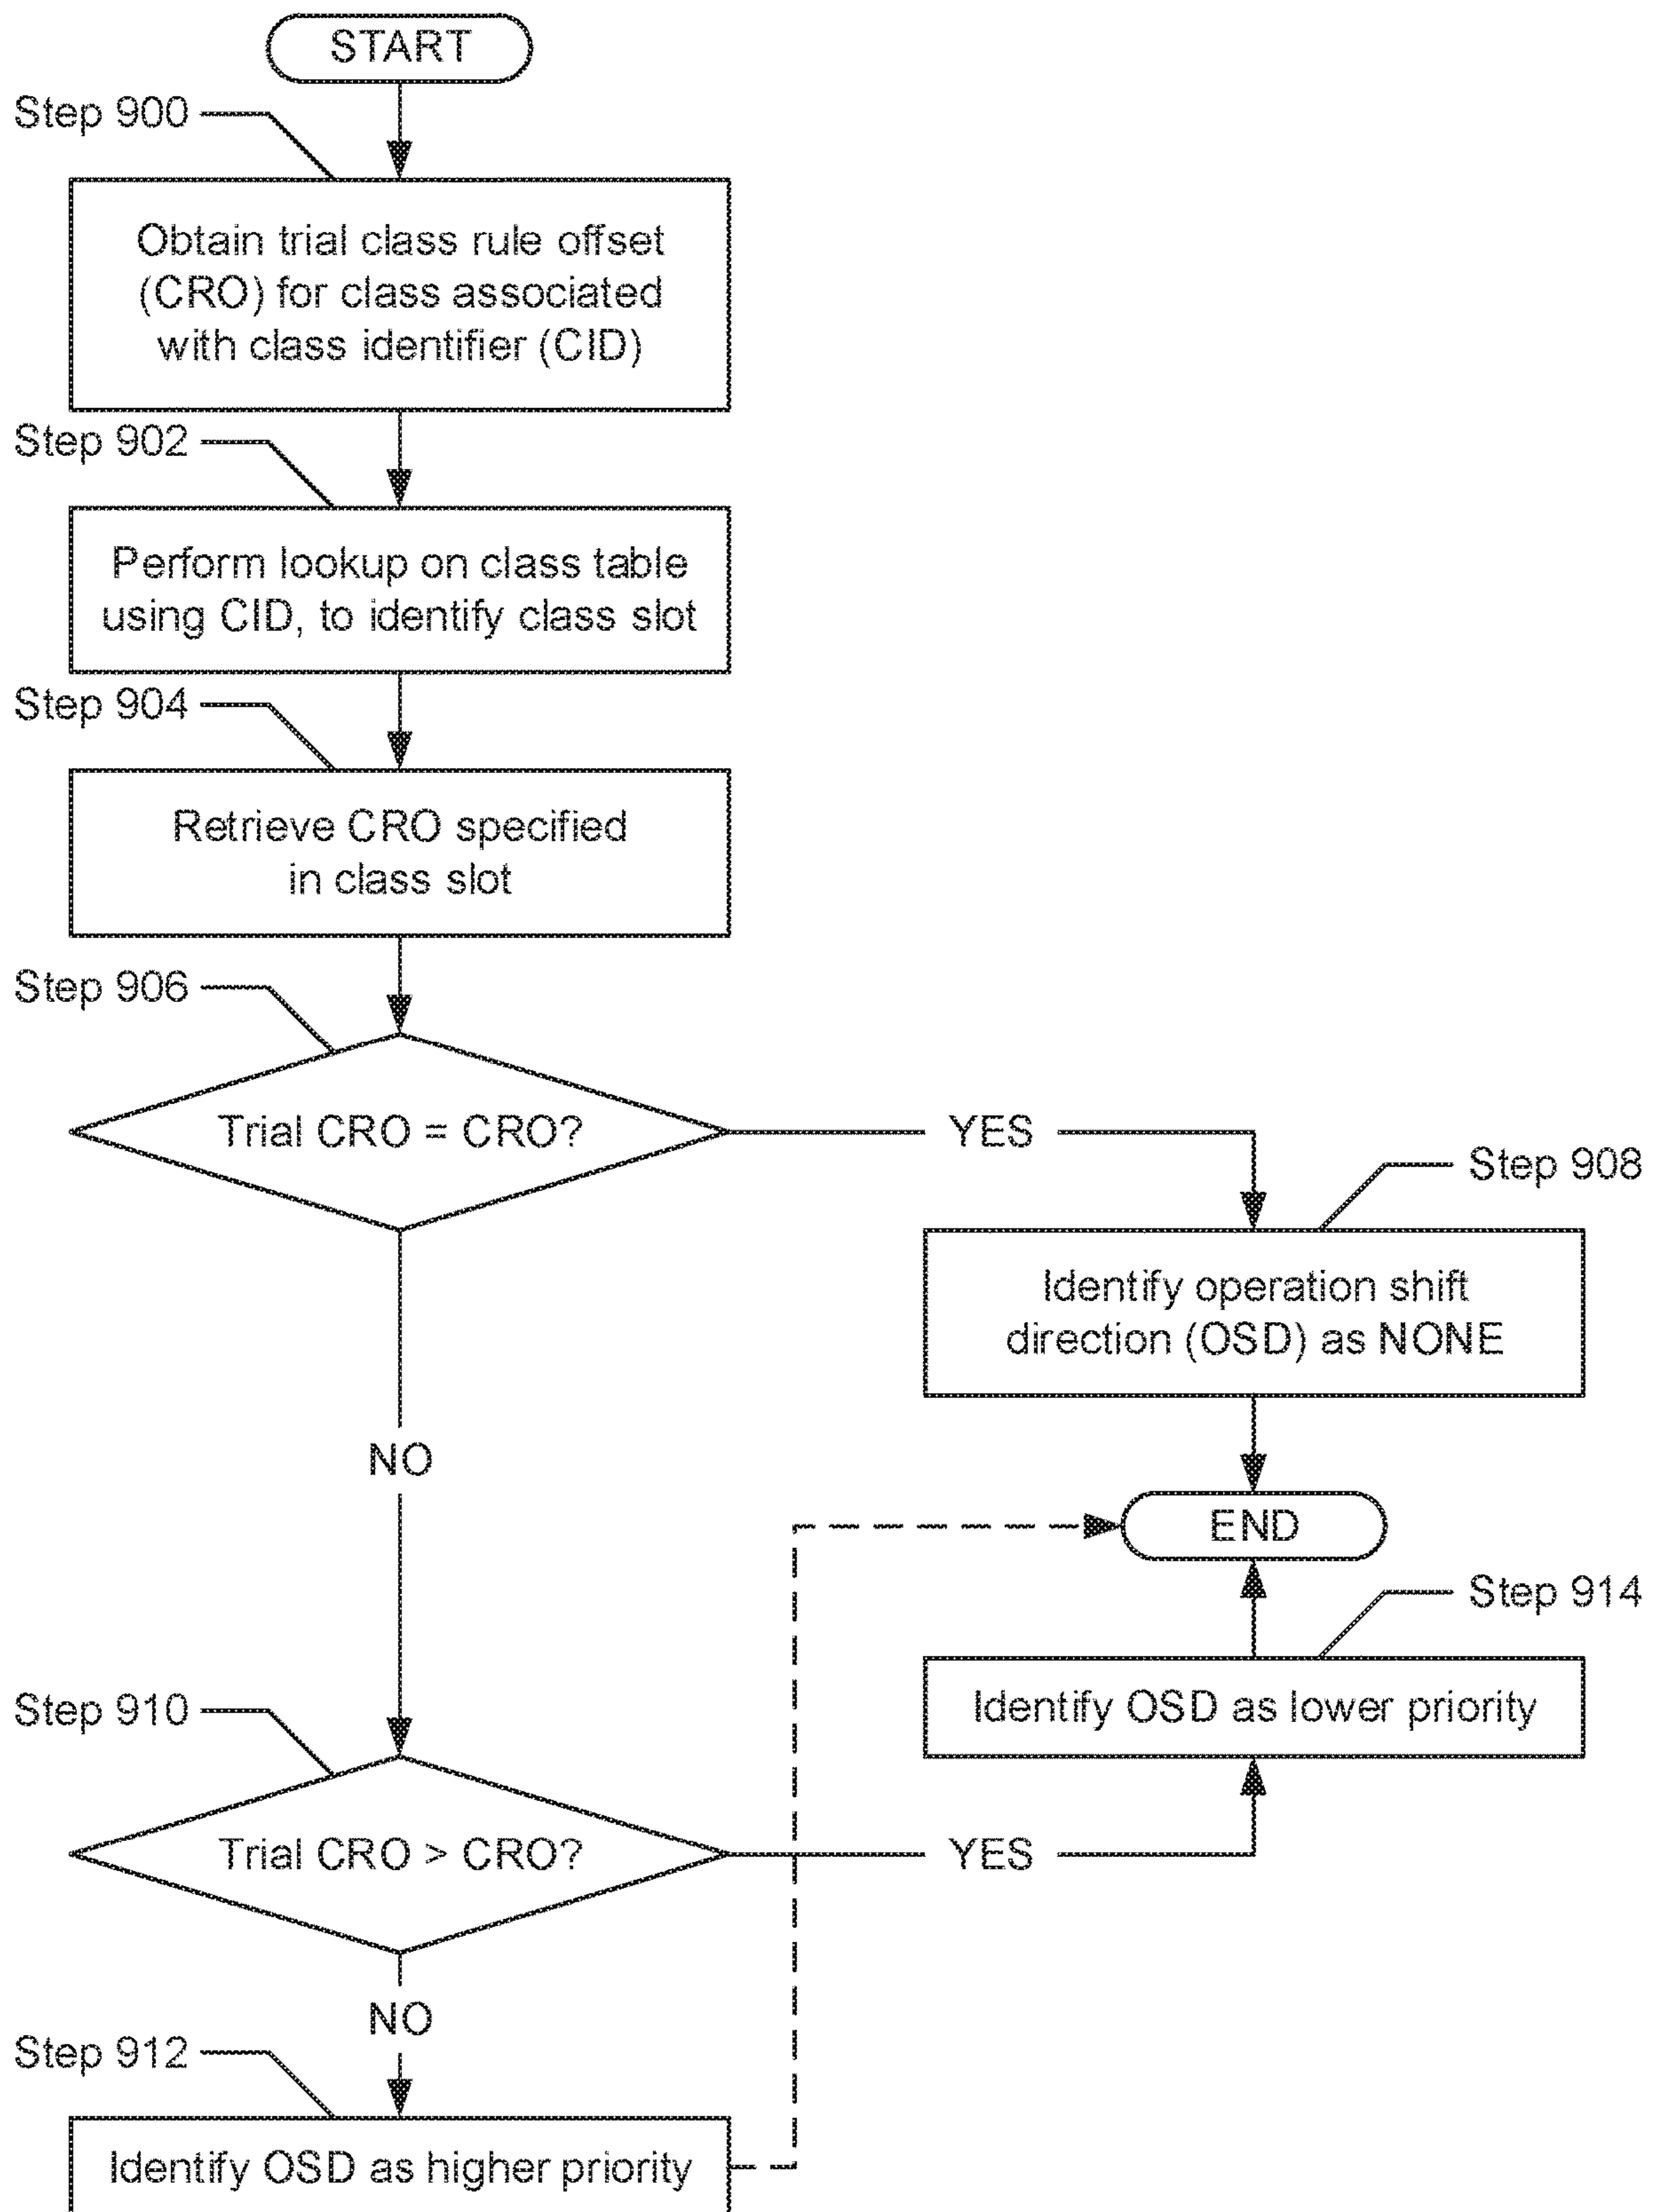 START
Step 900
Obtain trial class rule offset
(CRO) for class associated
with class identifier (CID)
Step 902
Perform lookup on class table
using CID, to identify class slot
Step 904
Retrieve CRO specified
in class slot
Step 906
Trial CRO = CRO?
YES
Step 908
Identify operation shift
direction (OSD) as NONE
NO
END
Step 914
Identify OSD as lower priority
Step 910
Trial CRO > CRO?
YES
NO
Step 912
Identify OSD as higher priority